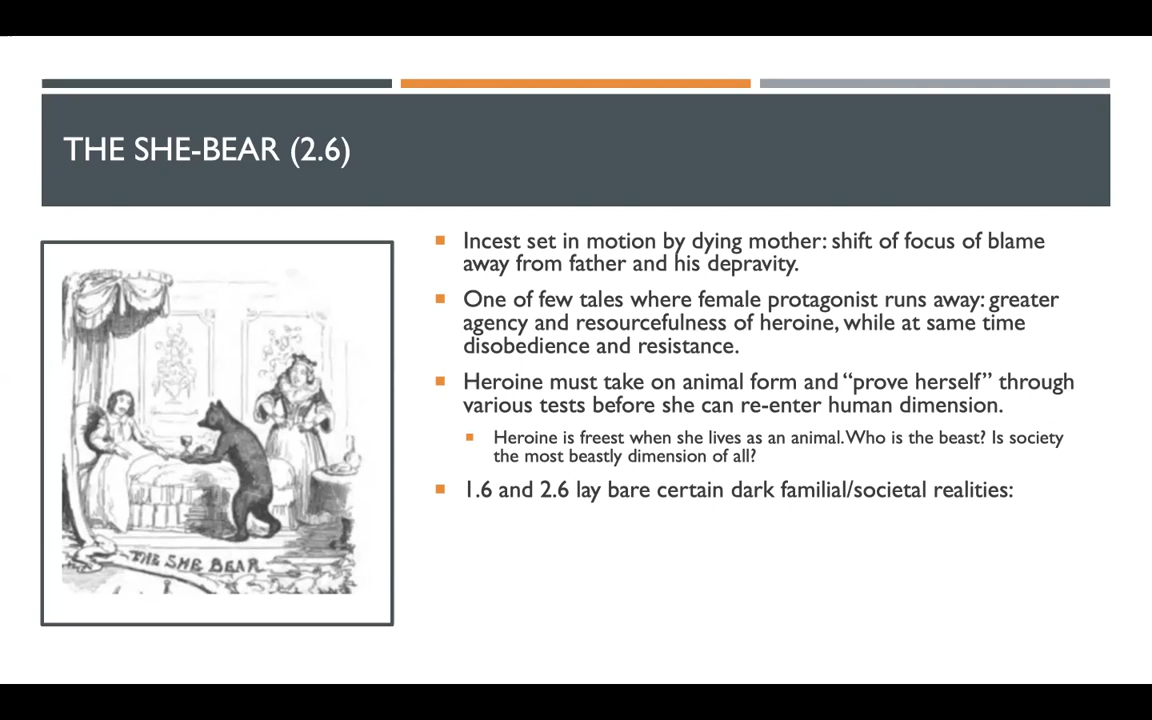 THE SHE-BEAR (2.6)
Incest set in motion by dying mother: shift of focus of blame
away from father and his depravity.
One of few tales where female protagonist runs away: greater
agency and resourcefulness of heroine, while at same time
disobedience and resistance.
Heroine must take on animal form and “prove herself” through
various tests before she can re-enter human dimension.
Heroine is freest when she lives as an animal. Who is the beast? Is society
the most beastly dimension of all?
1.6 and 2.6 lay bare certain dark familial/societal realities:
THE SHE BEAR